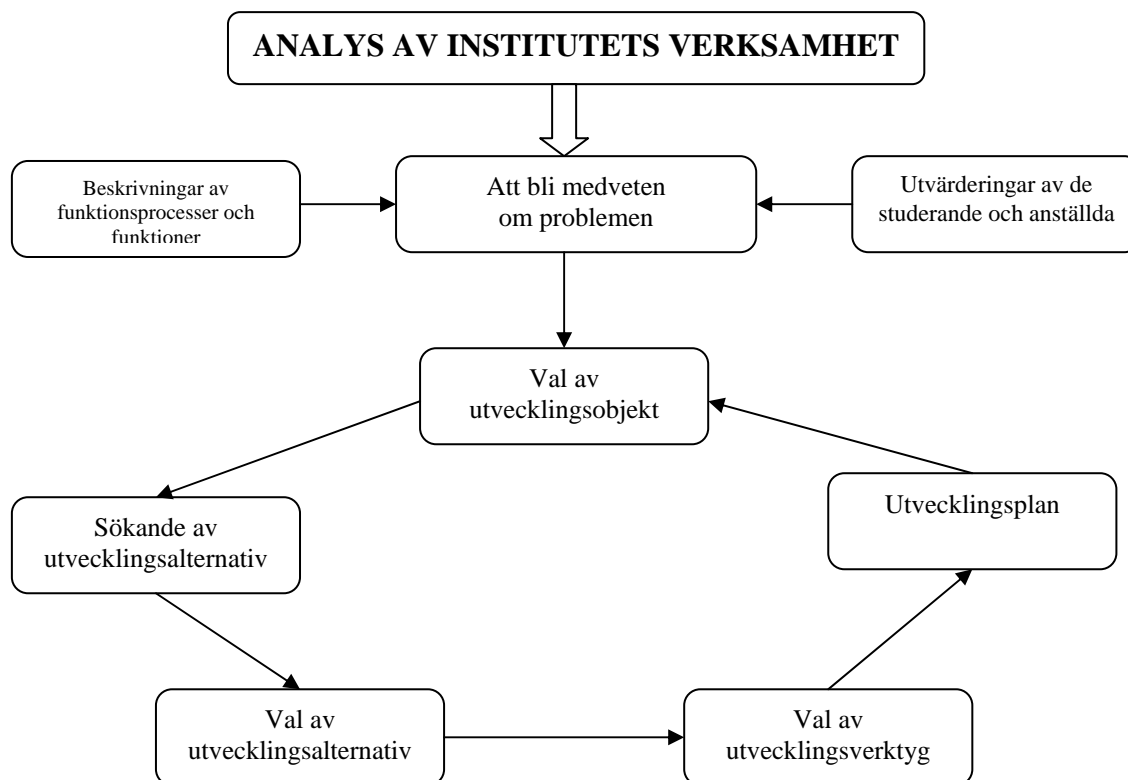 ANALYS AV INSTITUTETS VERKSAMHET
Beskrivningar av
funktionsprocesser och
funktioner
Att bli medveten
om problemen
Utvärderingar av de
studerande och anställda
Val av
utvecklingsobjekt
Sökande av
utvecklingsalternativ
Utvecklingsplan
Val av
utvecklingsalternativ
Val av
utvecklingsverktyg